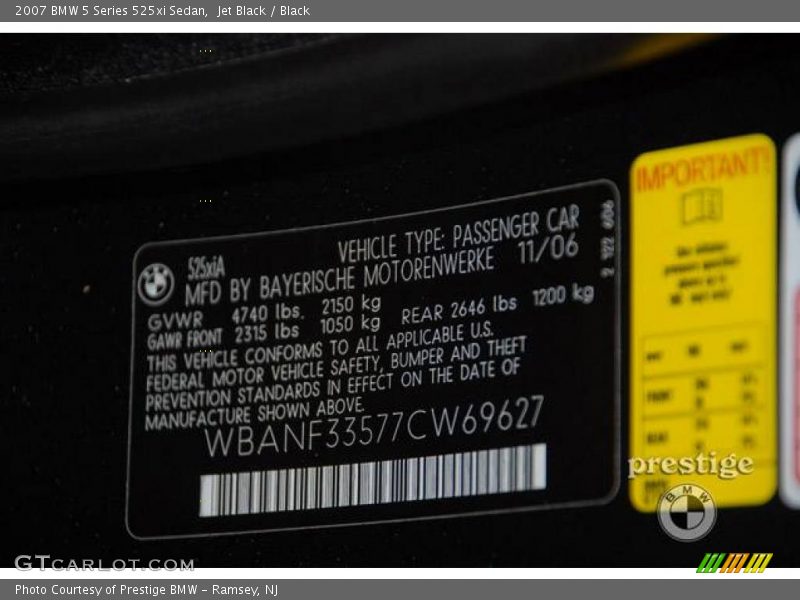 2007 BMW 5 Series 525xi Sedan, Jet Black / Black
525xiA
VEHICLE TYPE: PASSENGER CAR
MFD BY BAYERISCHE MOTORENWERKE 11/06
GVWR 4740 lbs. 2150 kg
GAWR FRONT 2315 lbs 1050 kg REAR 2646 lbs 1200 kg
THIS VEHICLE CONFORMS TO ALL APPLICABLE U.S.
FEDERAL MOTOR VEHICLE SAFETY, BUMPER AND THEFT
PREVENTION STANDARDS IN EFFECT ON THE DATE OF
MANUFACTURE SHOWN ABOVE.
WBANF33577CW69627
IMPORTANT!
prestige
BMW
GTCARLOT.COM
Photo Courtesy of Prestige BMW - Ramsey, NJ